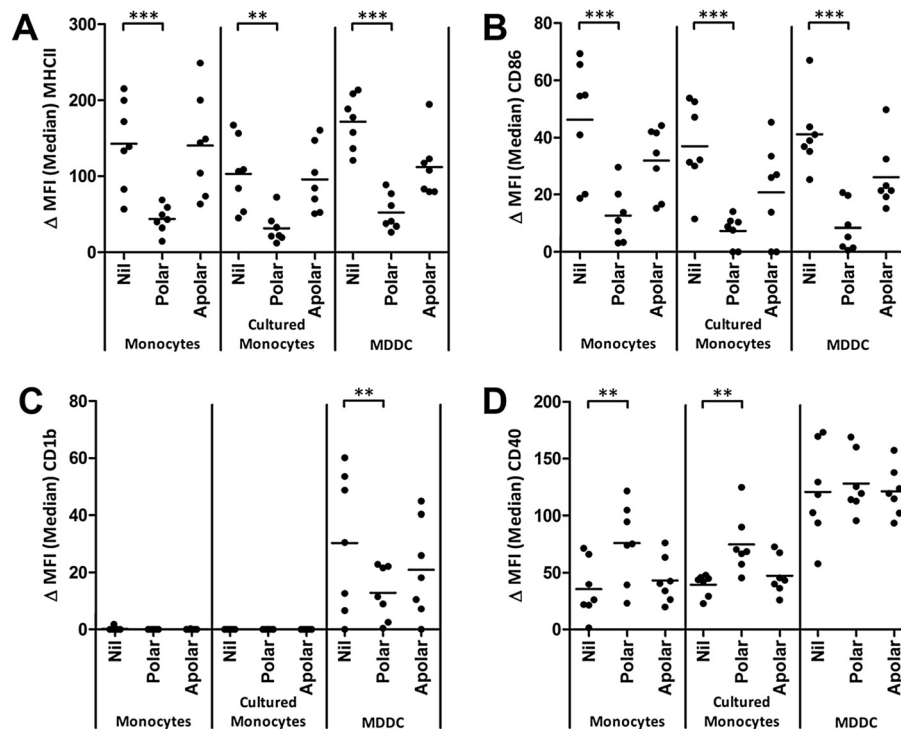 A
Δ MFI (Median) MHCII
300
200
100
0
***
**
***
Nil
Polar
Apolar
Nil
Polar
Apolar
Nil
Polar
Apolar
Monocytes
Cultured
Monocytes
MDDC
B
Δ MFI (Median) CD86
80
60
40
20
0
***
***
***
Nil
Polar
Apolar
Nil
Polar
Apolar
Nil
Polar
Apolar
Monocytes
Cultured
Monocytes
MDDC
C
Δ MFI (Median) CD1b
80
60
40
20
0
**
Nil
Polar
Apolar
Nil
Polar
Apolar
Nil
Polar
Apolar
Monocytes
Cultured
Monocytes
MDDC
D
Δ MFI (Median) CD40
200
150
100
50
0
**
**
Nil
Polar
Apolar
Nil
Polar
Apolar
Nil
Polar
Apolar
Monocytes
Cultured
Monocytes
MDDC